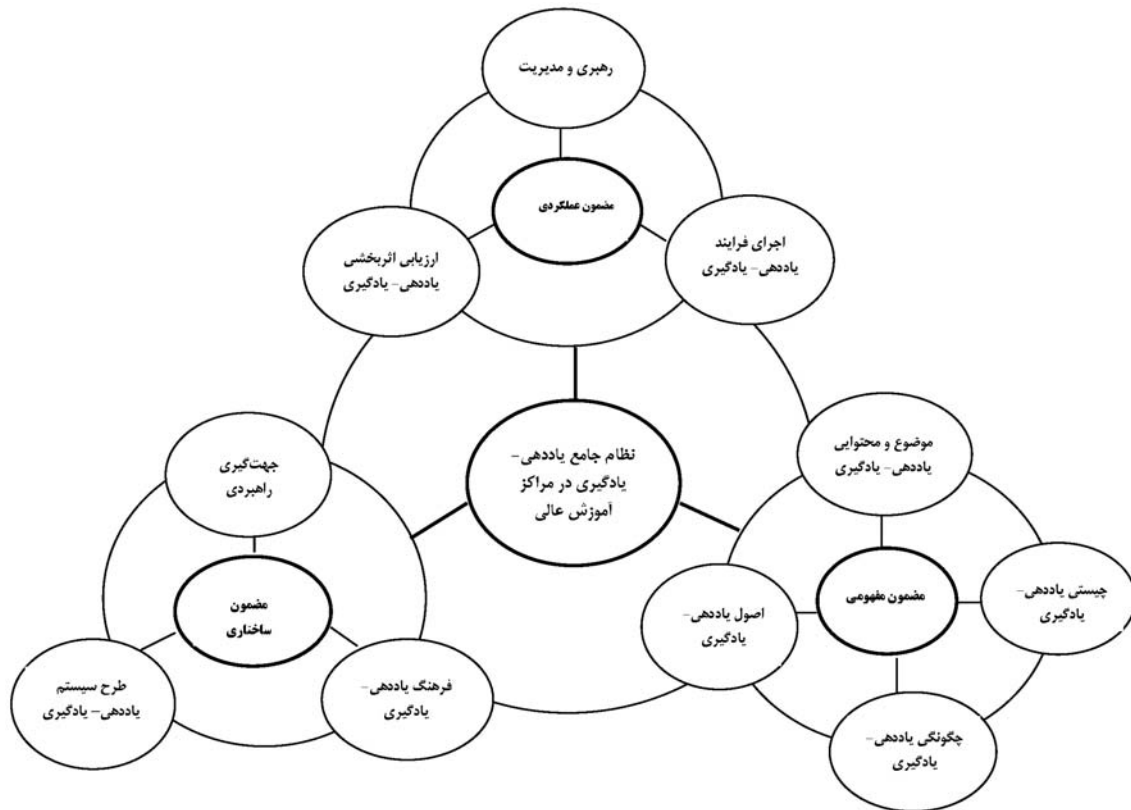 رهبری و مدیریت
مضمون عملکردی
اجرای فرایند
یاددهی- یادگیری
ارزیابی اثربخشی
یاددهی- یادگیری
نظام جامع یاددهی-
یادگیری در مراکز
آموزش عالی
موضوع و محتوایی
یاددهی- یادگیری
مضمون مفهومی
چیستی یاددهی-
یادگیری
اصول یاددهی-
یادگیری
چگونگی یاددهی-
یادگیری
جهت‌گیری
راهبردی
مضمون
ساختاری
فرهنگ یاددهی-
یادگیری
طرح سیستم
یاددهی- یادگیری